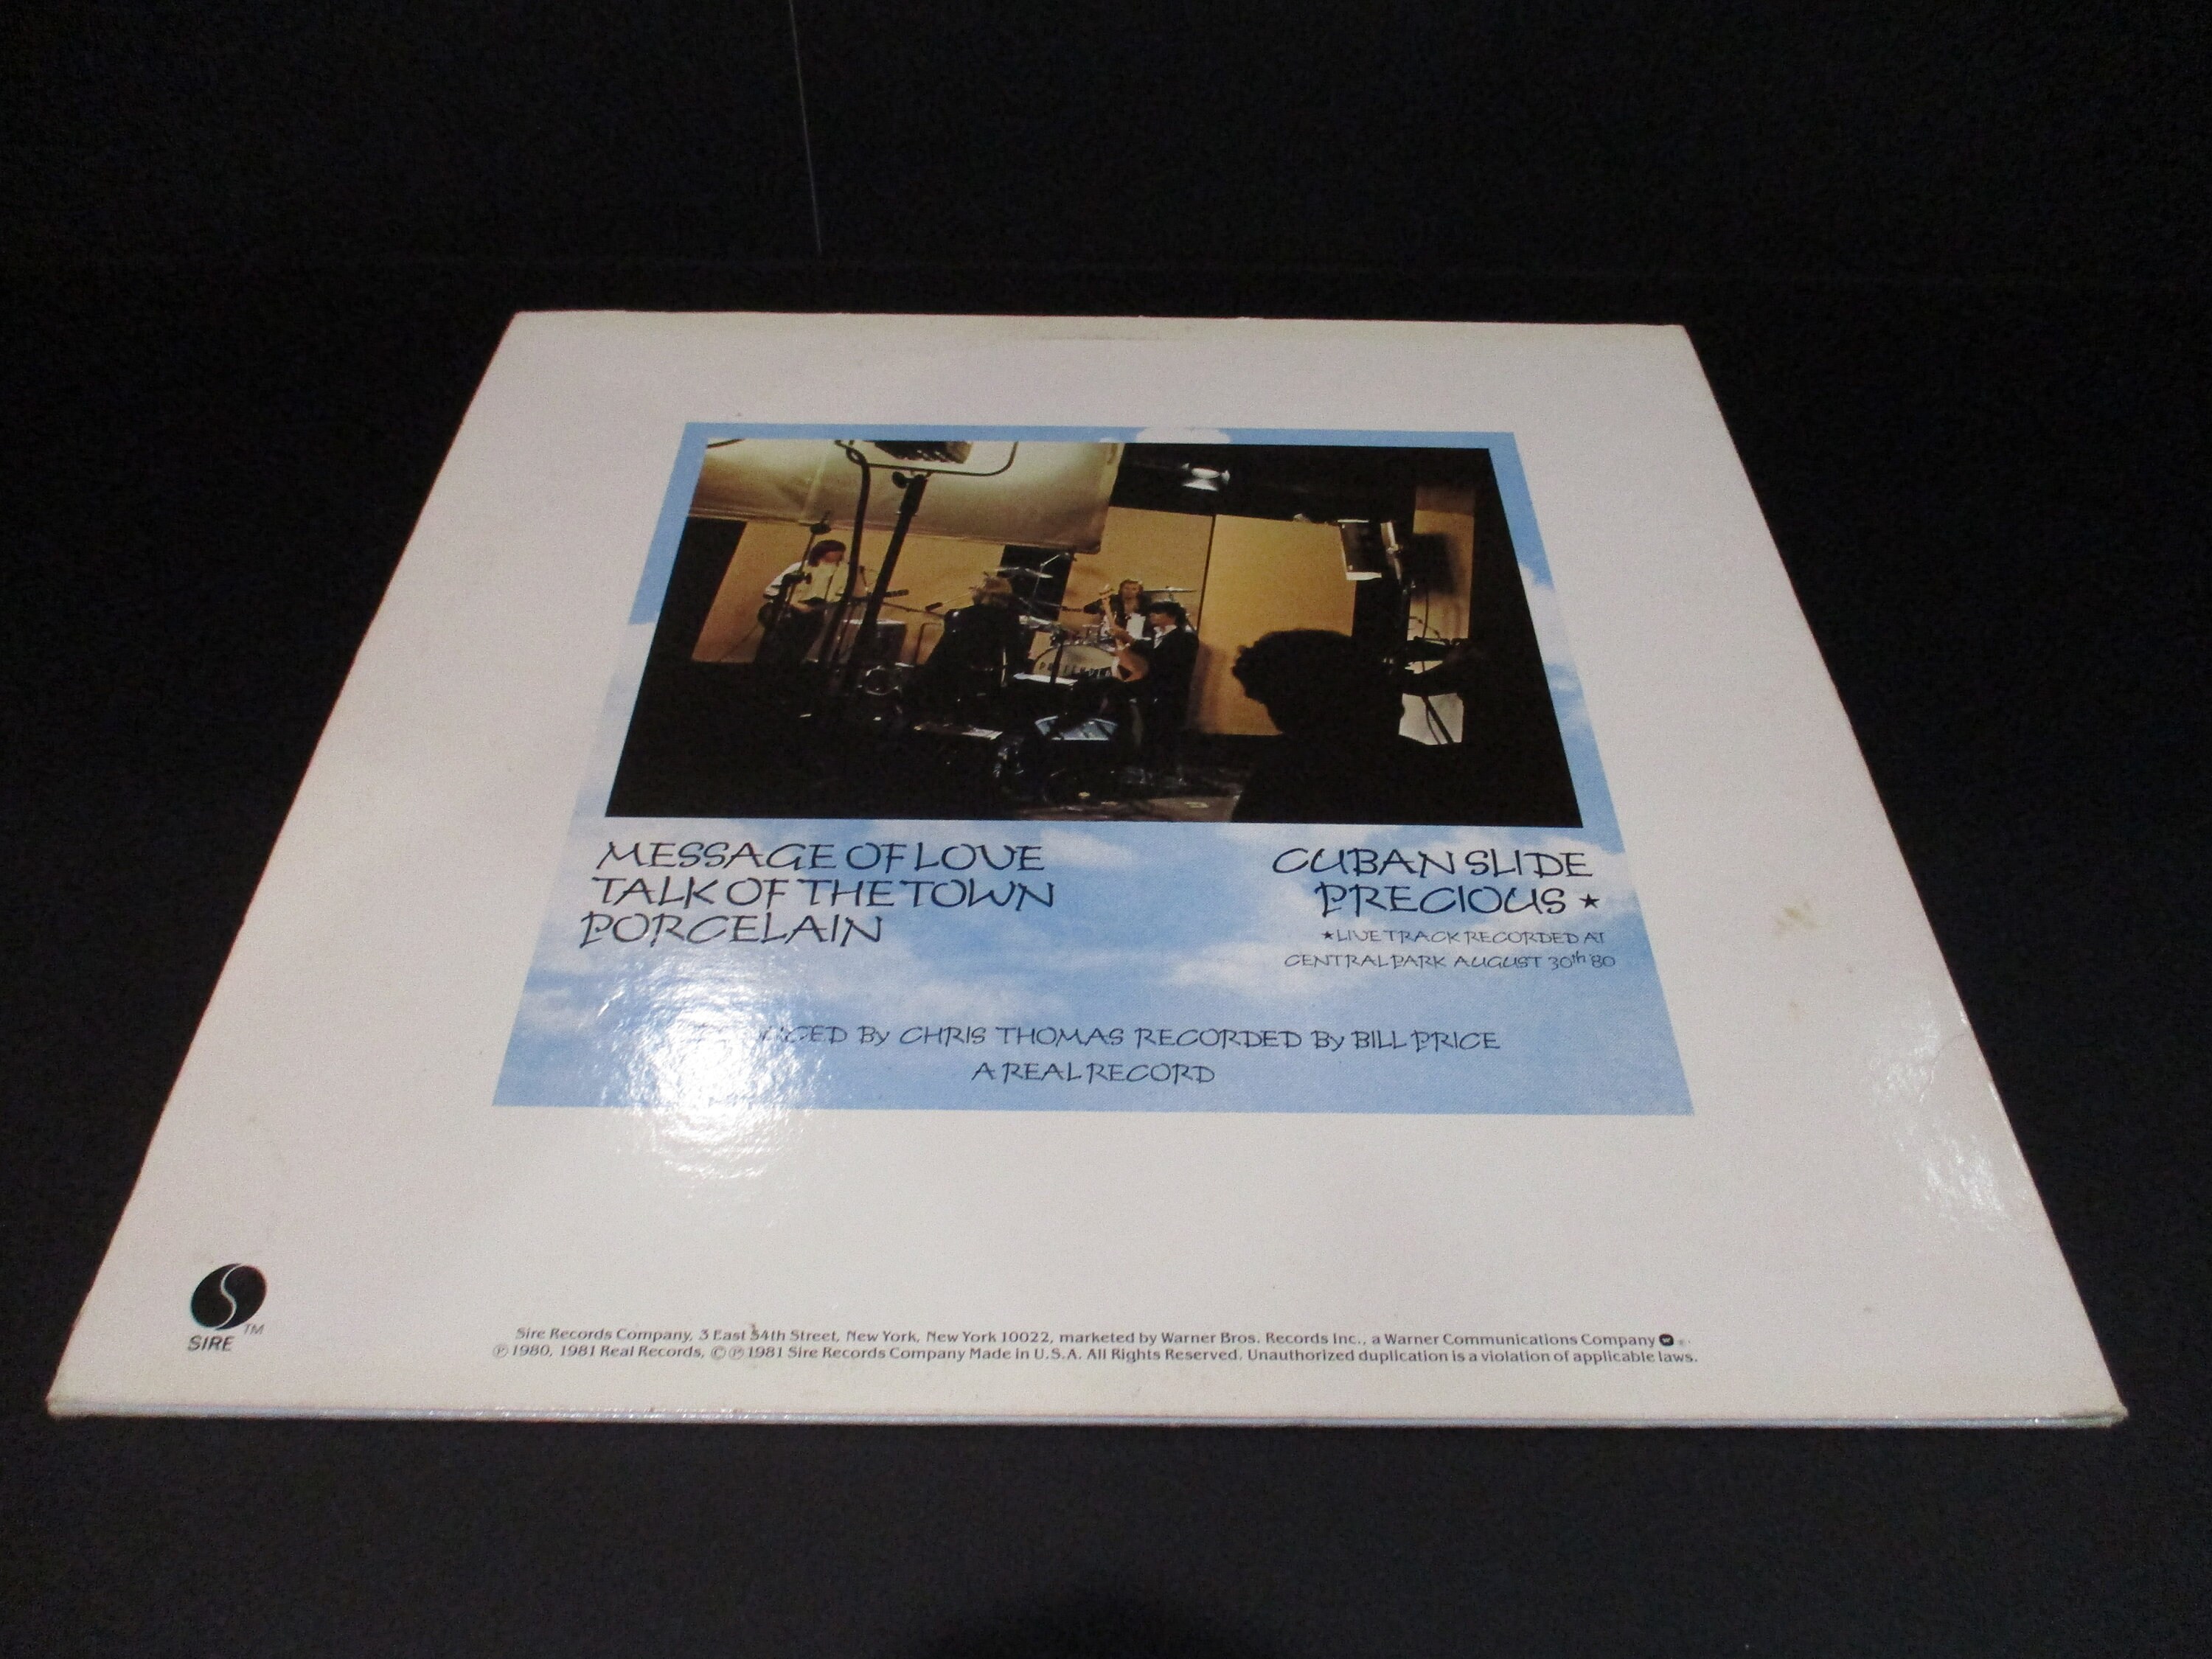 MESSAGE OF LOVE
TALK OF THE TOWN
PORCELAIN
CUBAN SLIDE
PRECIOUS ★
★LIVE TRACK RECORDED AT
CENTRAL PARK AUGUST 30th '80
BY CHRIS THOMAS RECORDED BY BILL PRICE
A REAL RECORD
SIRE TM
Sire Records Company, 3 East 54th Street, New York, New York 10022, marketed by Warner Bros. Records Inc., a Warner Communications Company
℗ 1980, 1981 Real Records, © ℗ 1981 Sire Records Company Made in U.S.A. All Rights Reserved. Unauthorized duplication is a violation of applicable laws.